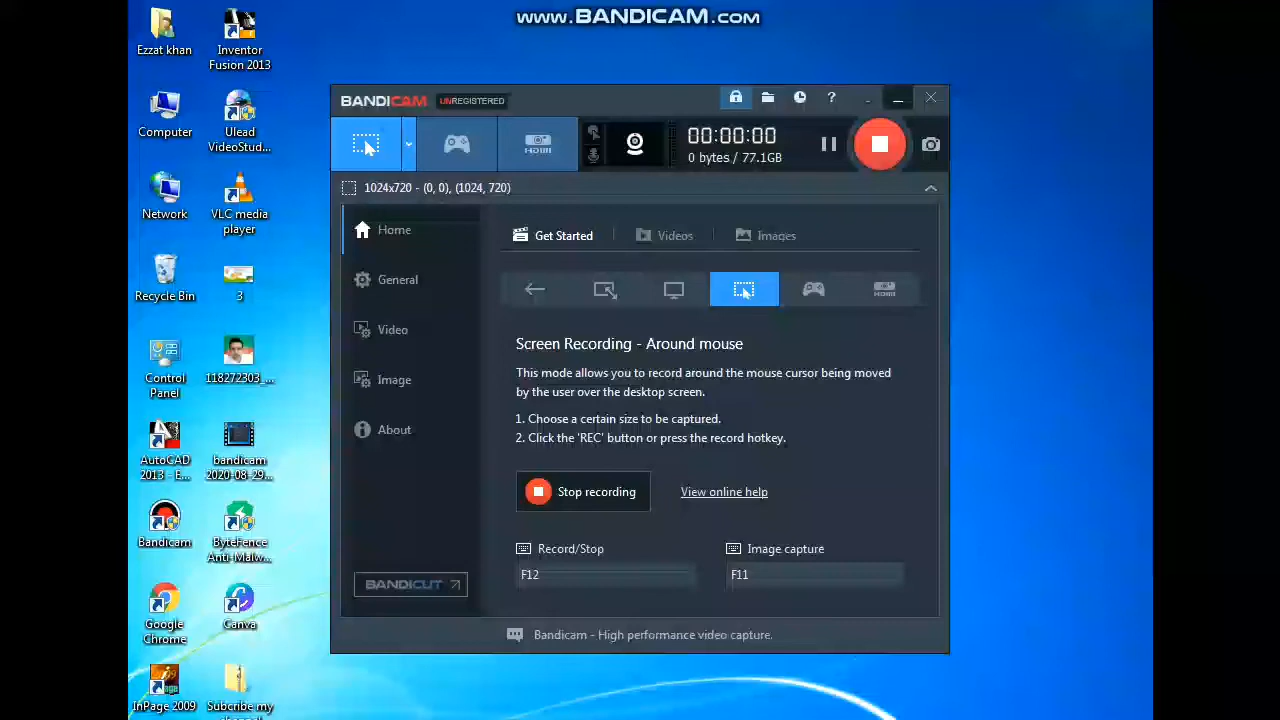 www.BANDICAM.com
Ezzat khan
Inventor
Fusion 2013
Computer
Ulead
VideoStud...
Network
VLC media
player
Recycle Bin
3
Control
Panel
118272303_...
AutoCAD
2013 - E...
bandicam
2020-08-29...
Bandicam
ByteFence
Anti-Malw...
Google
Chrome
Canva
InPage 2009
Subcribe my
channel
BANDICAM UNREGISTERED
?
HDMI
00:00:00
0 bytes / 77.1GB
1024x720 - (0, 0), (1024, 720)
Home
General
Video
Image
About
BANDICUT
Get Started
Videos
Images
HDMI
Screen Recording - Around mouse
This mode allows you to record around the mouse cursor being moved
by the user over the desktop screen.
1. Choose a certain size to be captured.
2. Click the 'REC' button or press the record hotkey.
Stop recording
View online help
Record/Stop
Image capture
F12
F11
Bandicam - High performance video capture.